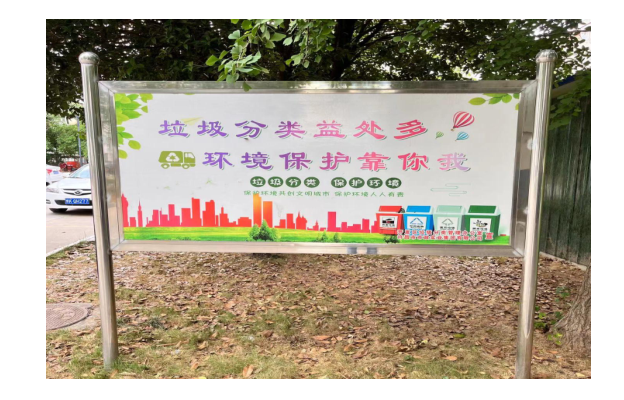 垃圾分类益处多
环境保护靠你我
垃圾分类 保护环境
保护环境共创文明城市 保护环境人人有责